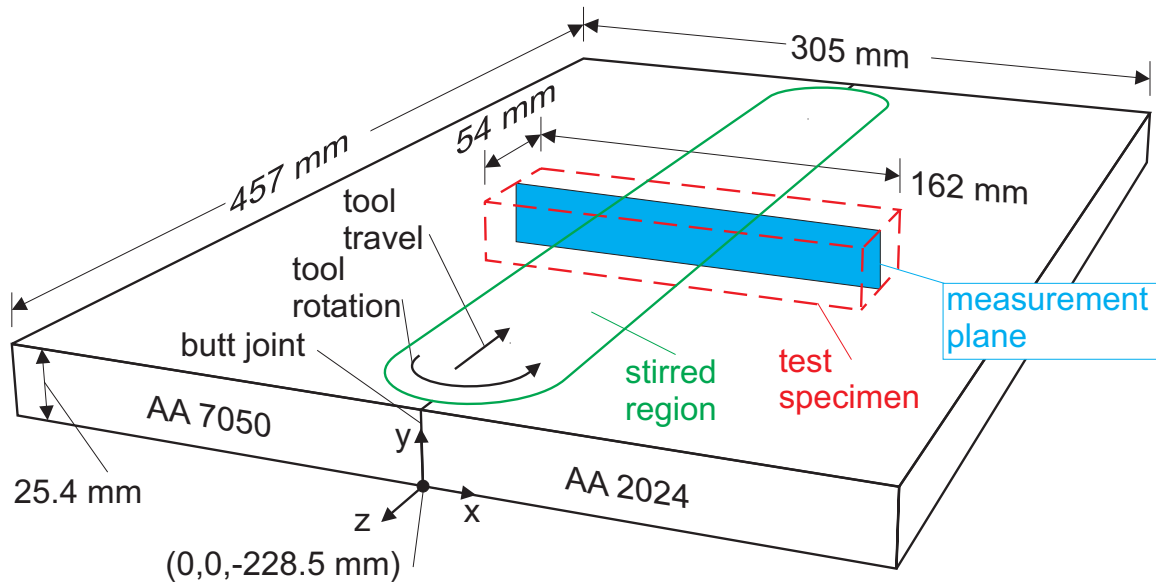 305 mm
457 mm
54 mm
162 mm
tool
travel
tool
rotation
butt joint
measurement
plane
stirred
region
test
specimen
AA 7050
AA 2024
25.4 mm
y
x
z
(0,0,-228.5 mm)